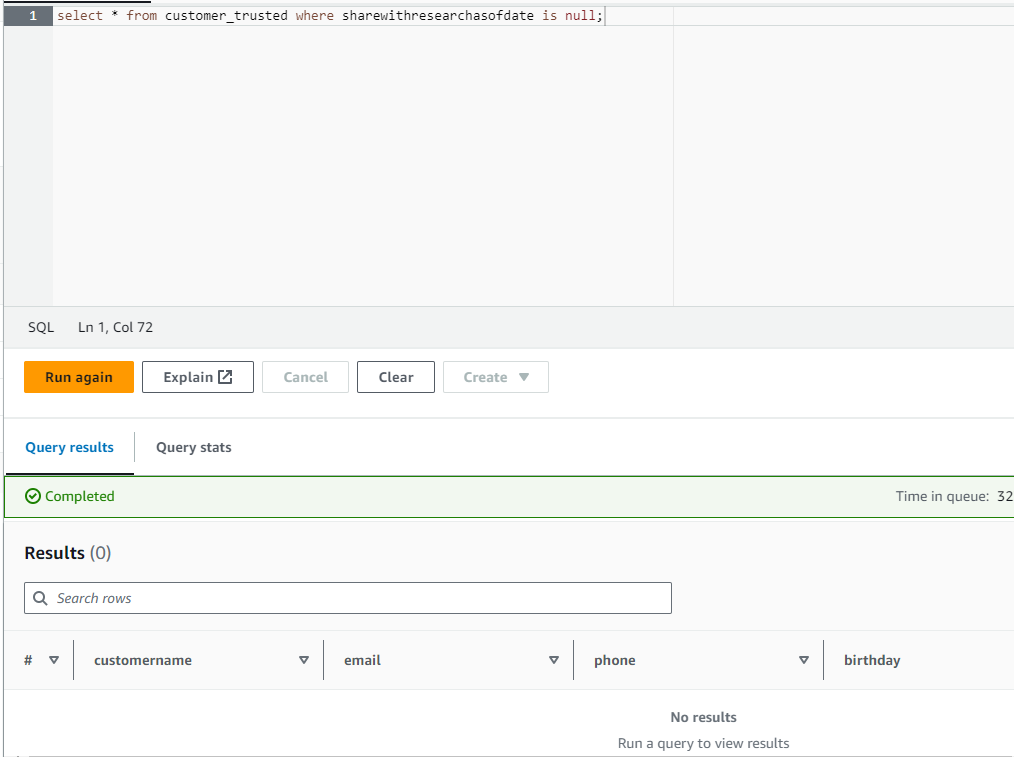 1 select * from customer_trusted where sharewithresearchasofdate is null;
SQL Ln 1, Col 72
Run again Explain Cancel Clear Create
Query results Query stats
Completed Time in queue: 32
Results (0)
Search rows
# customername email phone birthday
No results
Run a query to view results